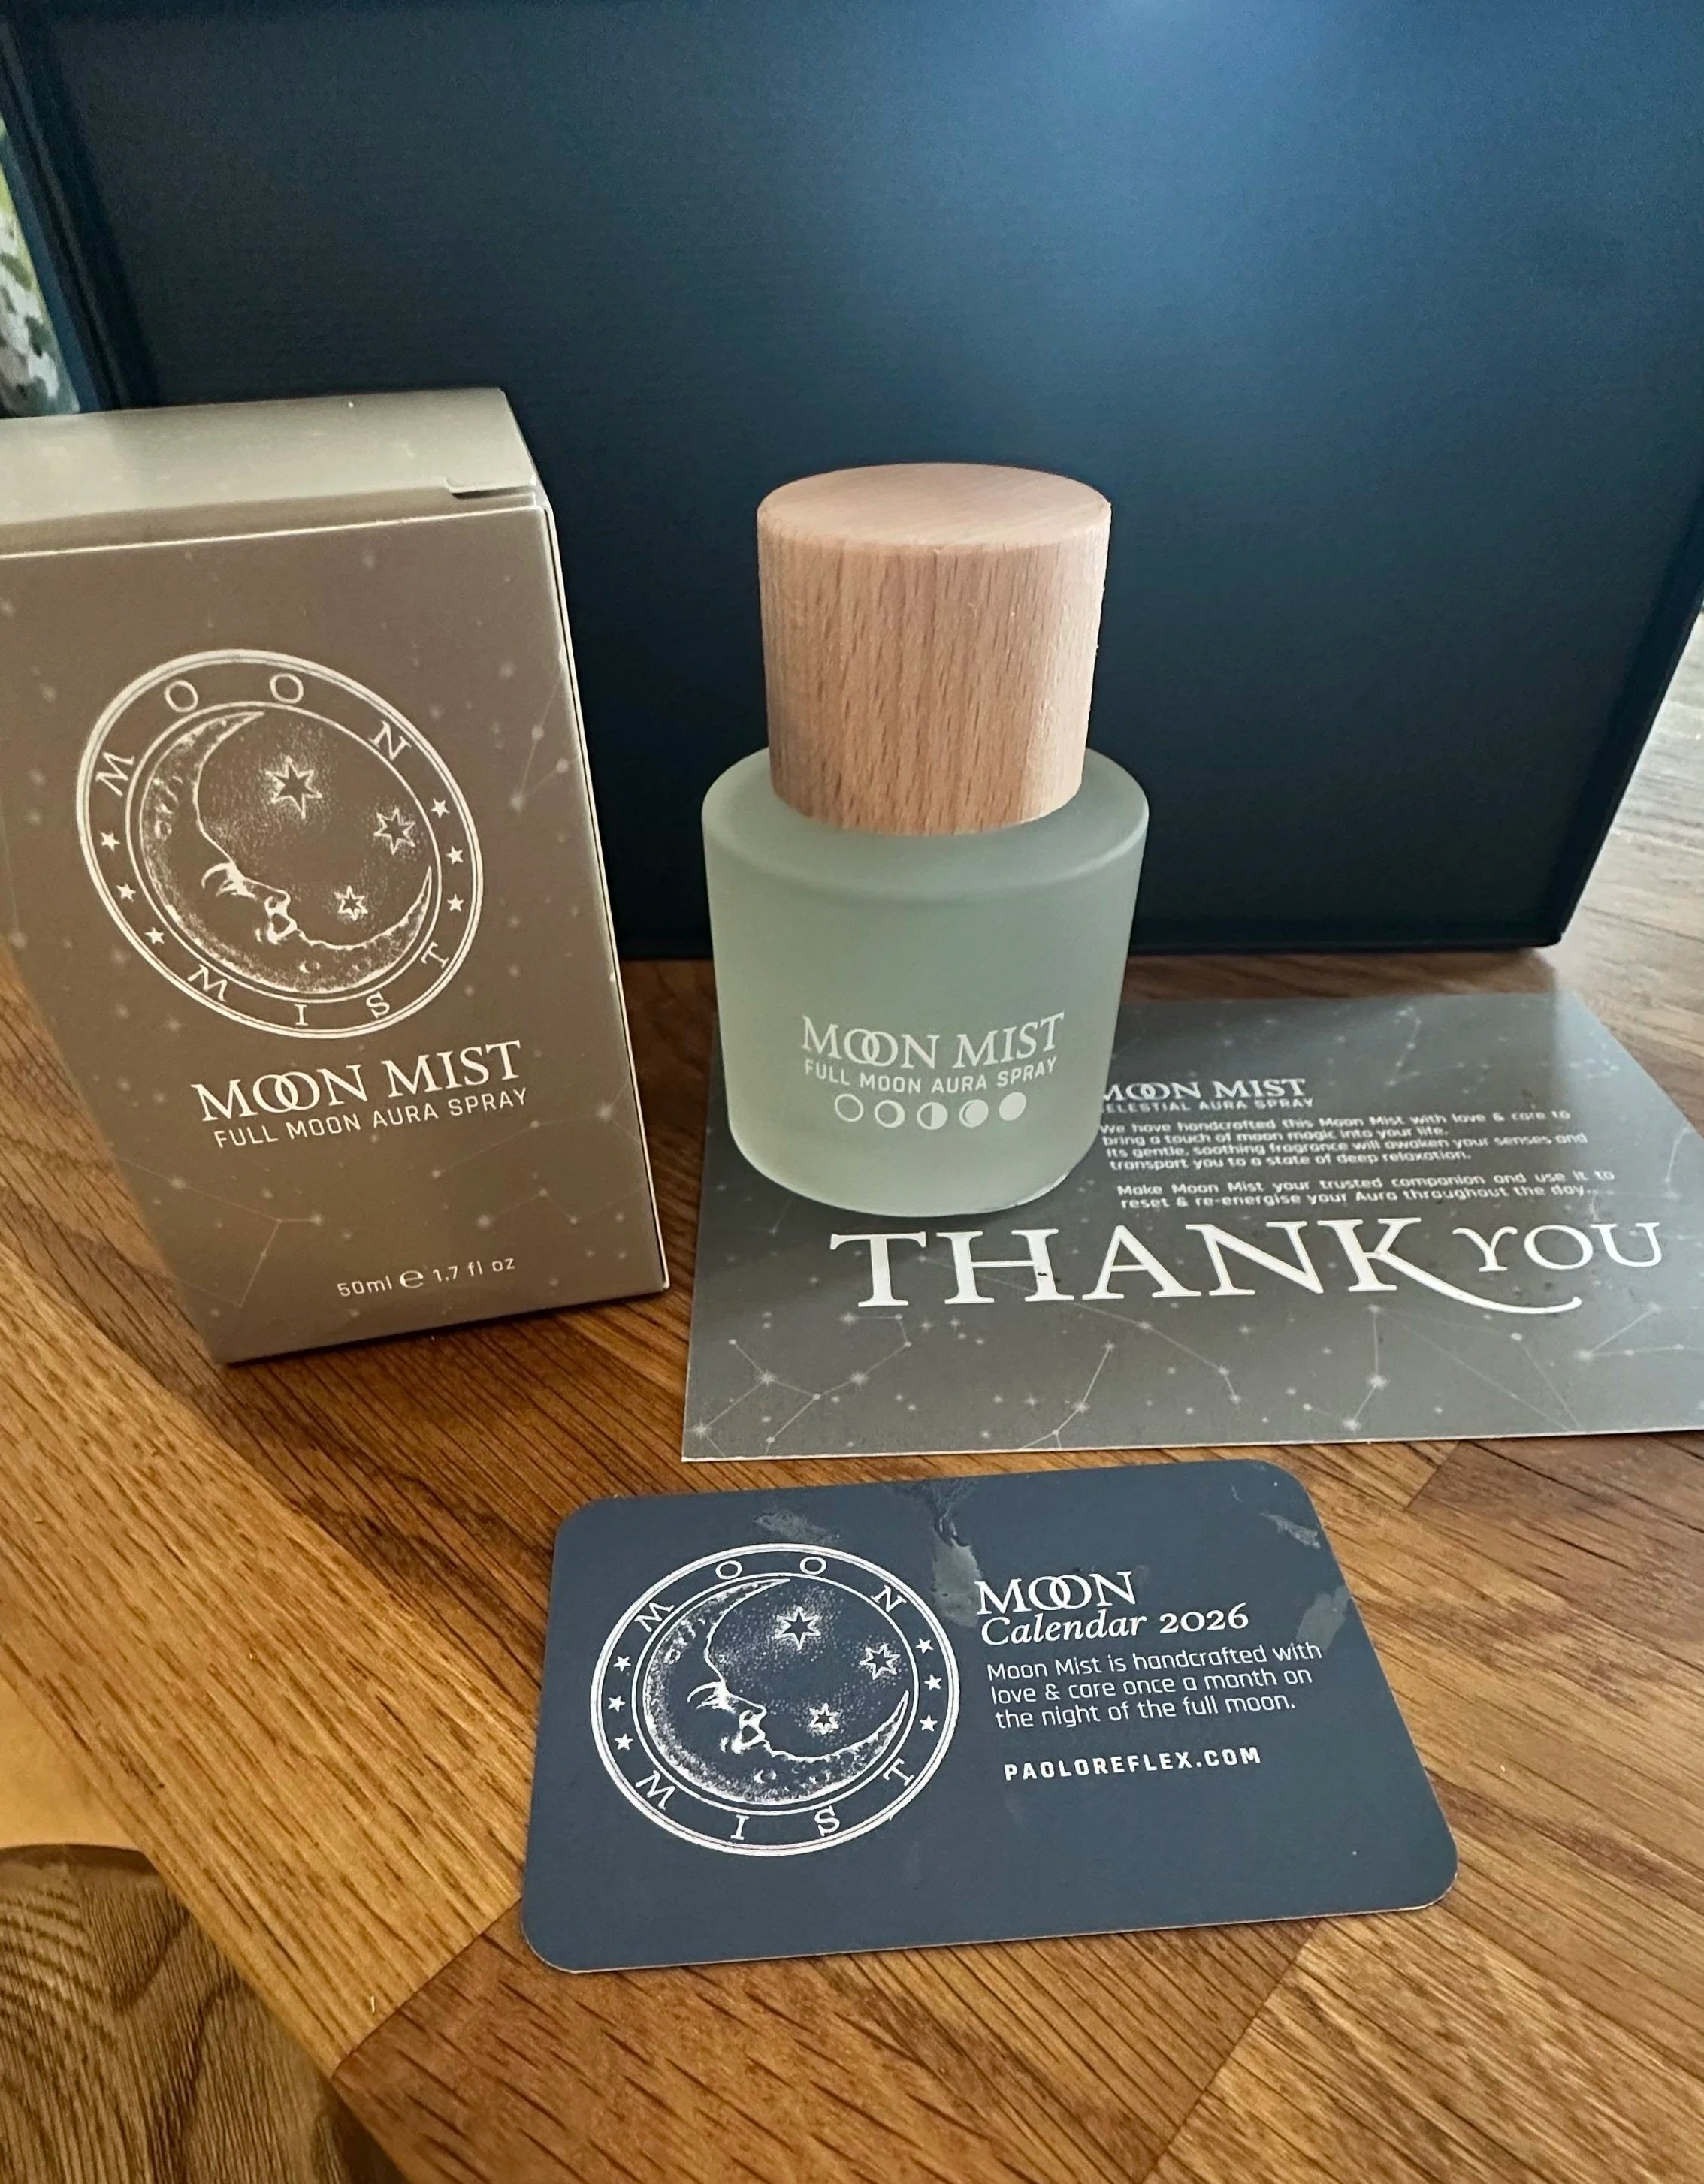 MOON
MIST
MOON MIST
FULL MOON AURA SPRAY
50ml ℮ 1.7 fl oz
MOON MIST
FULL MOON AURA SPRAY
MOON MIST
CELESTIAL AURA SPRAY
We have handcrafted this Moon Mist with love & care to
bring a touch of moon magic into your life.
Its gentle, soothing fragrance will awaken your senses and
transport you to a state of deep relaxation.
Make Moon Mist your trusted companion and use it to
reset & re-energise your Aura throughout the day.
THANK YOU
MOON
MIST
MOON
Calendar 2026
Moon Mist is handcrafted with
love & care once a month on
the night of the full moon.
PAOLOREFLEX.COM